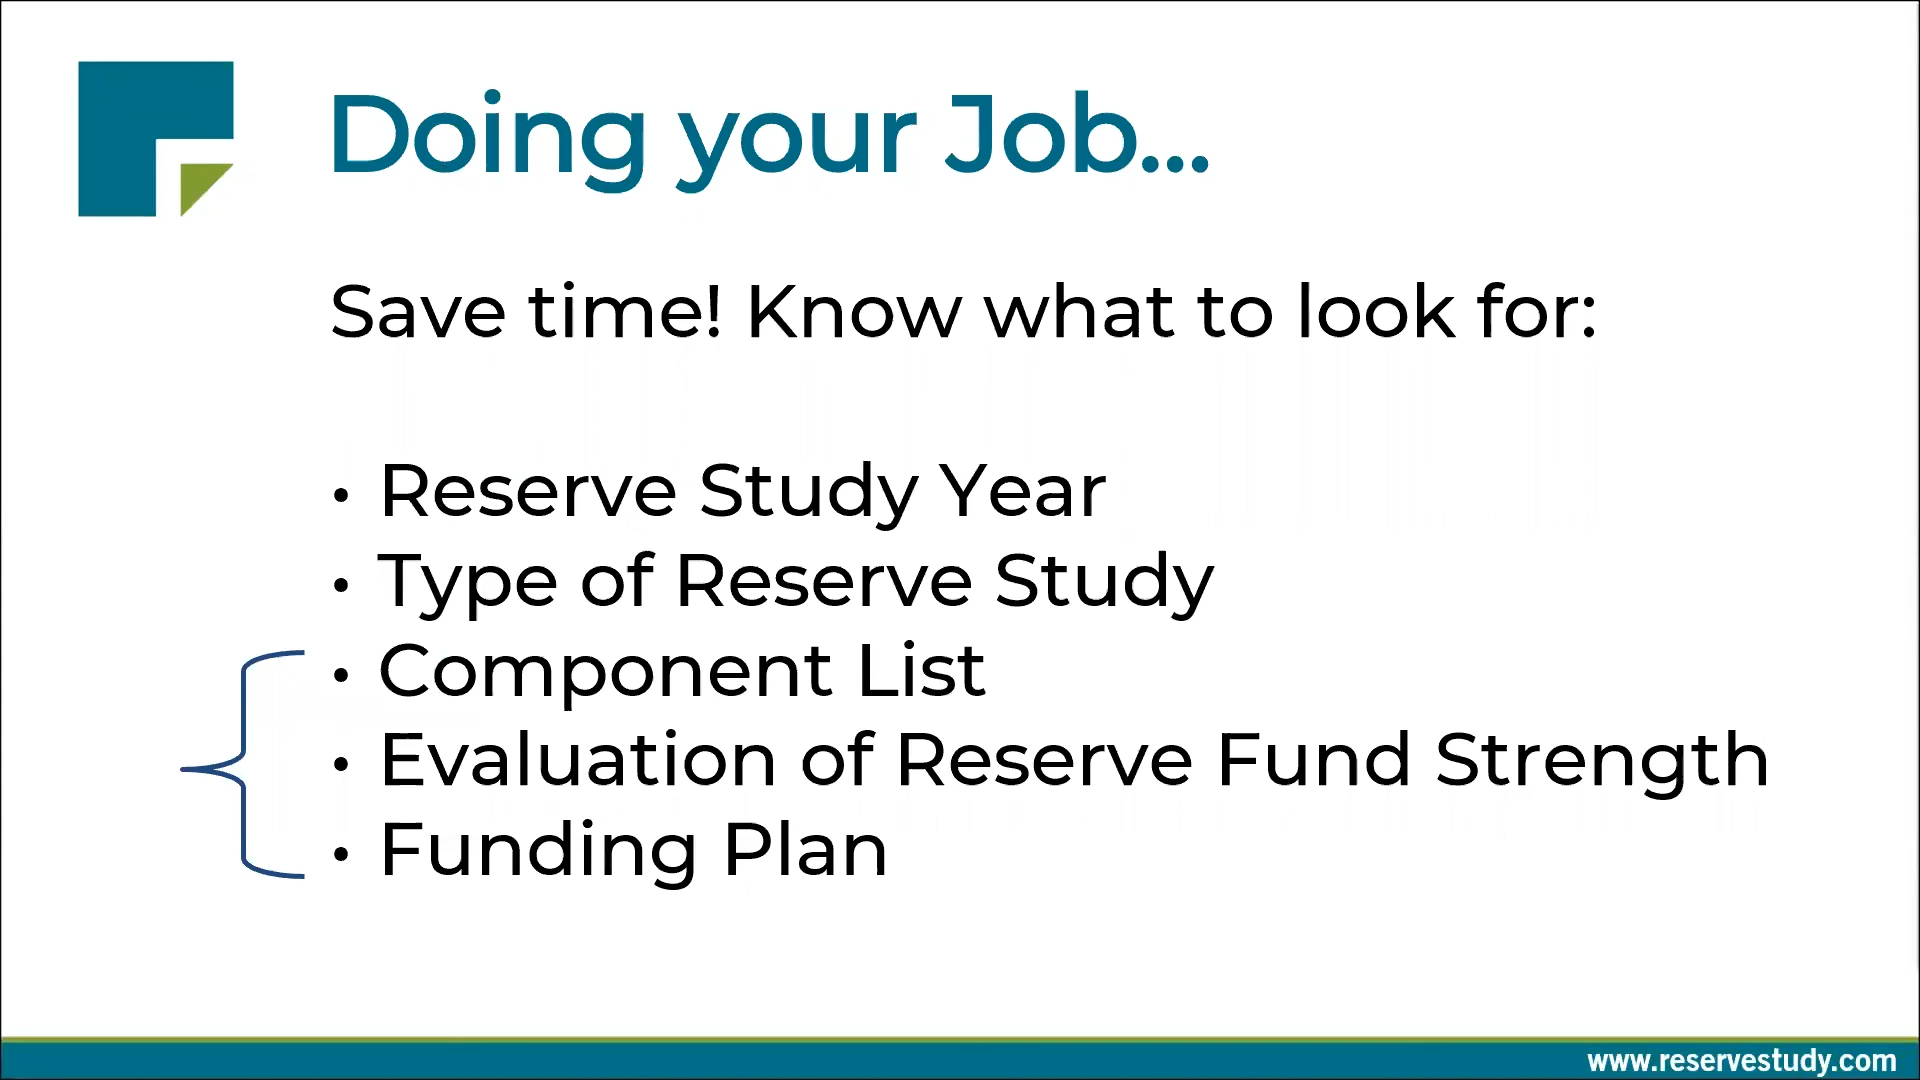 Doing your Job...
Save time! Know what to look for:
• Reserve Study Year
• Type of Reserve Study
• Component List
• Evaluation of Reserve Fund Strength
• Funding Plan
www.reservestudy.com